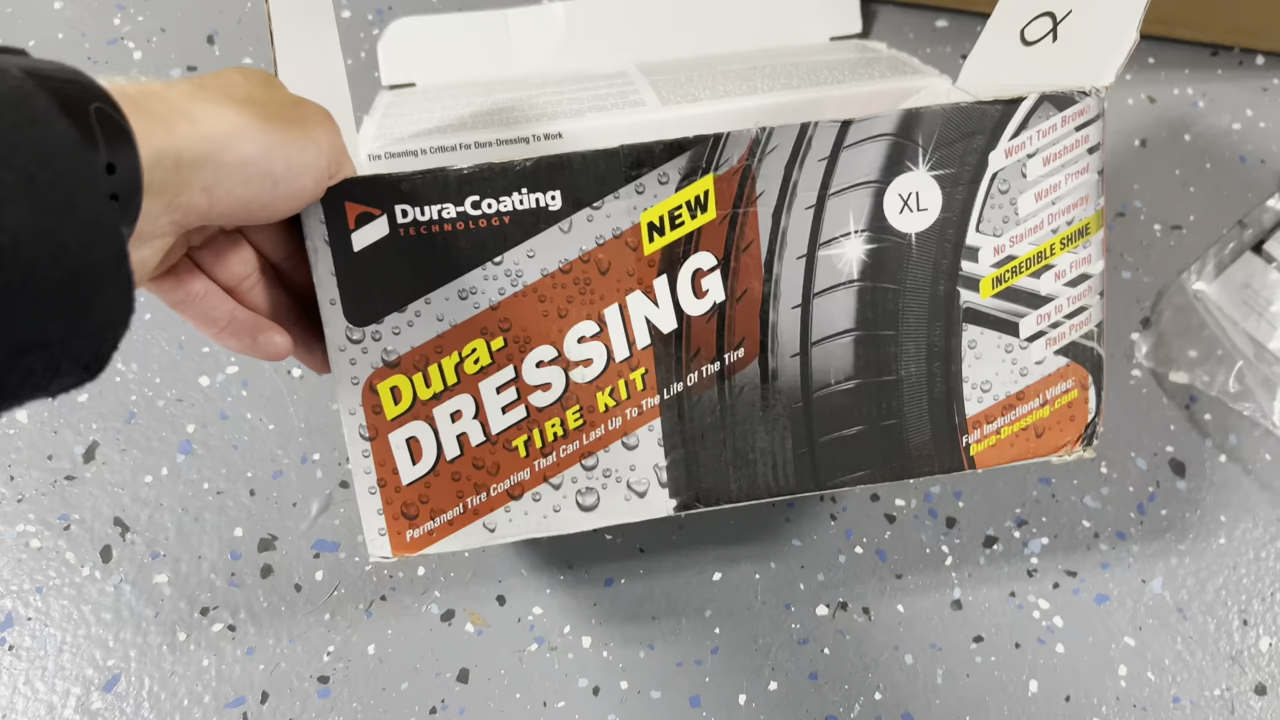 α
Tire Cleaning Is Critical For Dura-Dressing To Work
Dura-Coating
TECHNOLOGY
NEW
XL
Dura-
DRESSING
TIRE KIT
Permanent Tire Coating That Can Last Up To The Life Of The Tire
Won't Turn Brown
Washable
Water Proof
No Stained Driveway
INCREDIBLE SHINE
No Fling
Dry to Touch
Rain Proof
Full Instructional Video:
Dura-Dressing.com